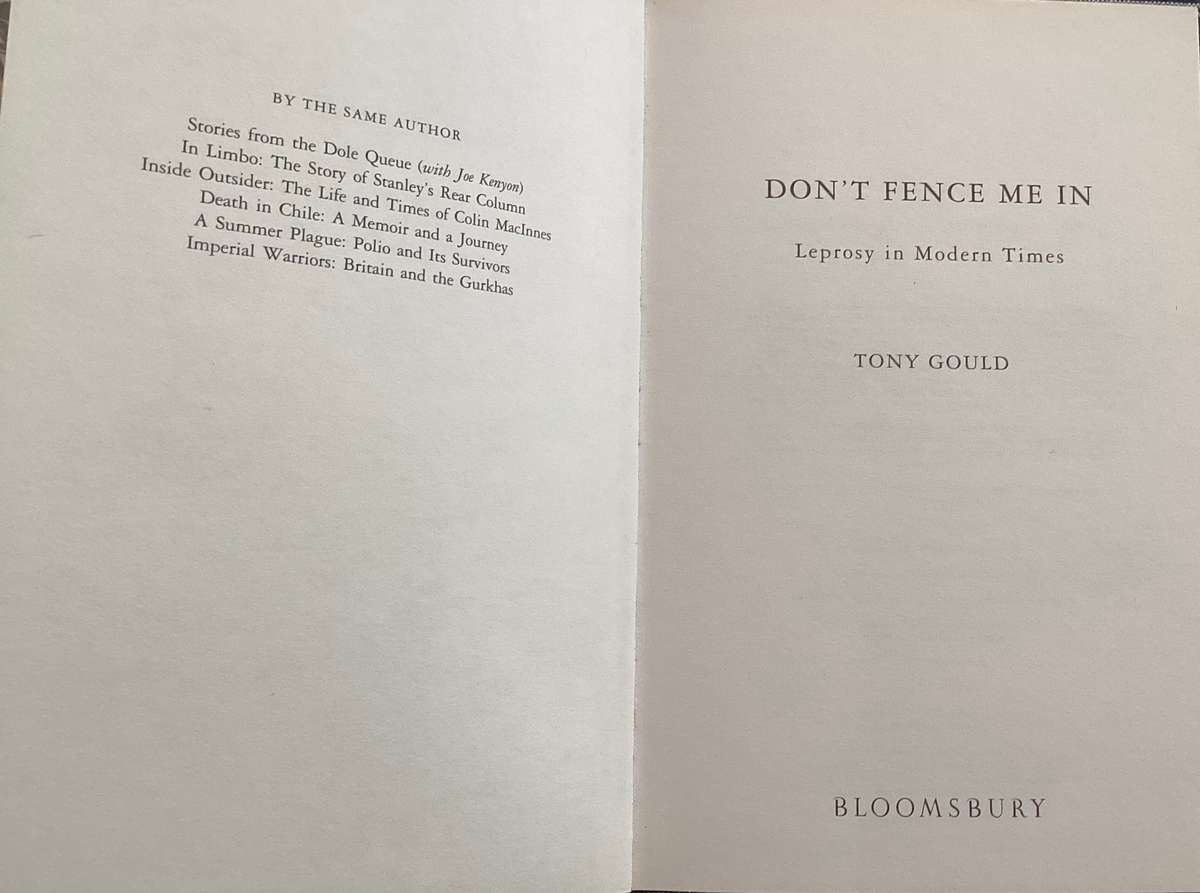 BY THE SAME AUTHOR
Stories from the Dole Queue (with Joe Kenyon)
In Limbo: The Story of Stanley's Rear Column
Inside Outsider: The Life and Times of Colin MacInnes
Death in Chile: A Memoir and a Journey
A Summer Plague: Polio and Its Survivors
Imperial Warriors: Britain and the Gurkhas
DON'T FENCE ME IN
Leprosy in Modern Times
TONY GOULD
BLOOMSBURY